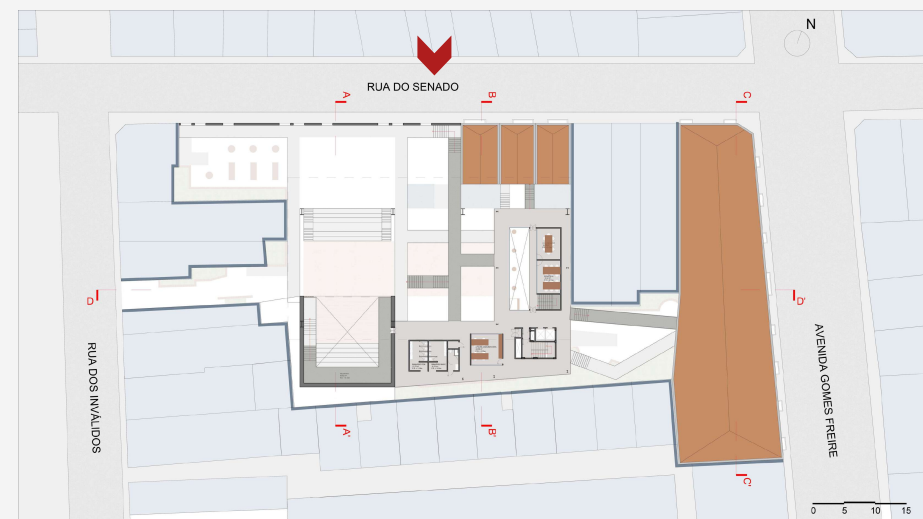 N
RUA DO SENADO
A
B
C
D
D'
RUA DOS INVÁLIDOS
AVENIDA GOMES FREIRE
A'
B'
C'
0 5 10 15